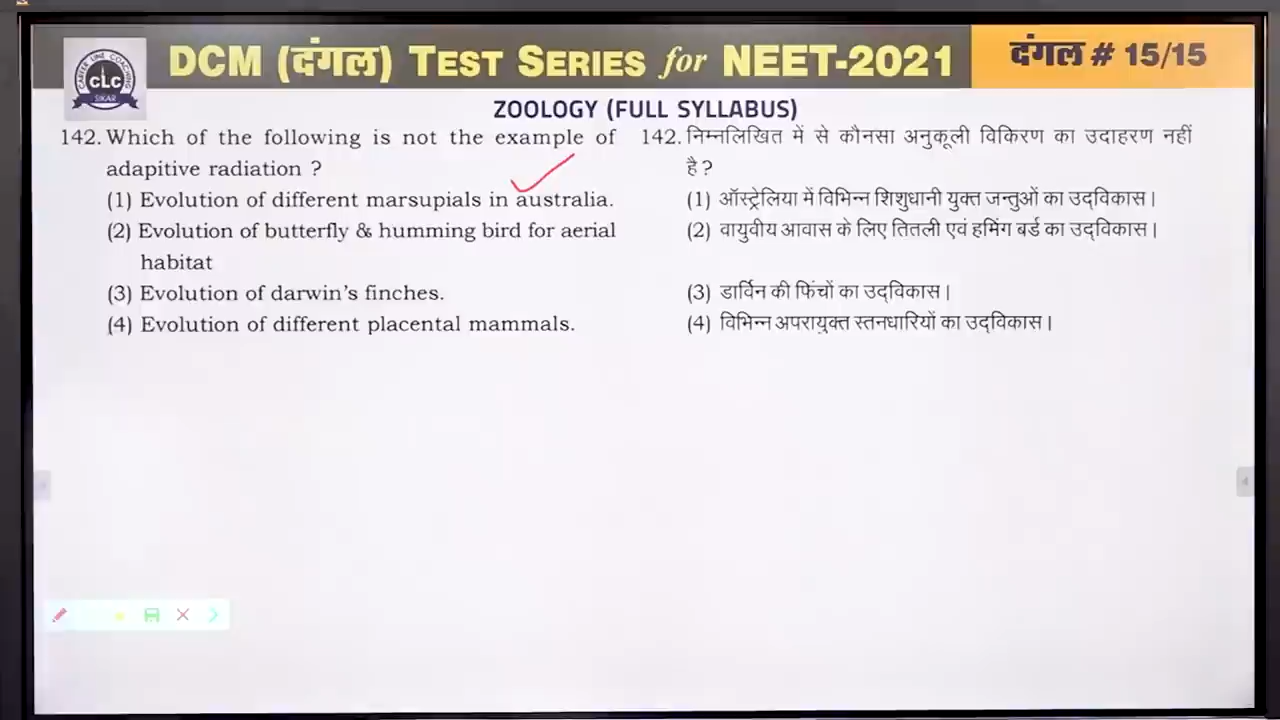 CAREER LINE COACHING
CLC
SIKAR
DCM (दंगल) TEST SERIES for NEET-2021
दंगल # 15/15
ZOOLOGY (FULL SYLLABUS)
142. Which of the following is not the example of
adapitive radiation ?
(1) Evolution of different marsupials in australia.
(2) Evolution of butterfly & humming bird for aerial
habitat
(3) Evolution of darwin's finches.
(4) Evolution of different placental mammals.
142. निम्नलिखित में से कौनसा अनुकूली विकिरण का उदाहरण नहीं
है ?
(1) ऑस्ट्रेलिया में विभिन्न शिशुधानी युक्त जन्तुओं का उद्विकास।
(2) वायुवीय आवास के लिए तितली एवं हमिंग बर्ड का उद्विकास।
(3) डार्विन की फिंचों का उद्विकास।
(4) विभिन्न अपरायुक्त स्तनधारियों का उद्विकास।